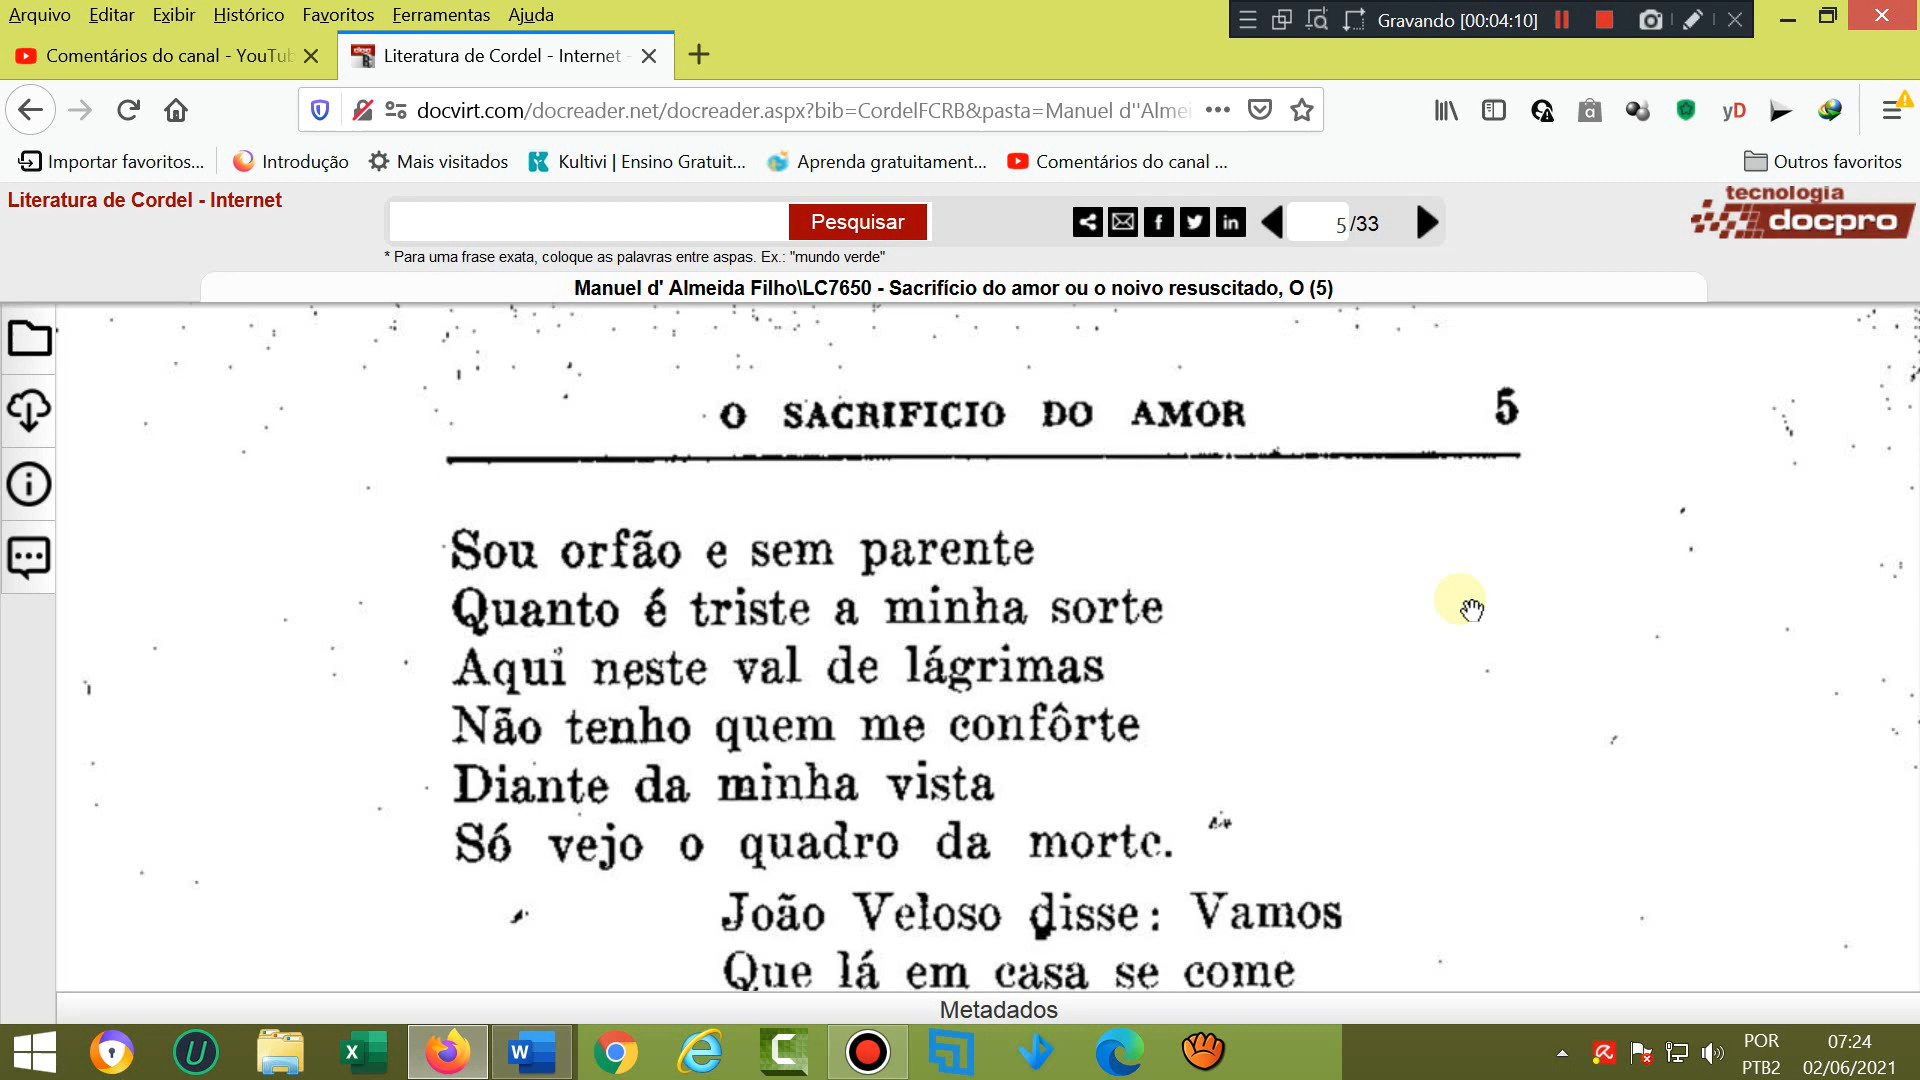 Arquivo Editar Exibir Histórico Favoritos Ferramentas Ajuda
Gravando [00:04:10]
Comentários do canal - YouTub
Literatura de Cordel - Internet -
docvirt.com/docreader.net/docreader.aspx?bib=CordelFCRB&pasta=Manuel d''Almei
yD
Importar favoritos...
Introdução
Mais visitados
Kultivi | Ensino Gratuit...
Aprenda gratuitament...
Comentários do canal ...
Outros favoritos
Literatura de Cordel - Internet
Pesquisar
5/33
tecnologia
docpro
* Para uma frase exata, coloque as palavras entre aspas. Ex.: "mundo verde"
Manuel d' Almeida Filho\LC7650 - Sacrifício do amor ou o noivo resuscitado, O (5)
O SACRIFICIO DO AMOR 5
Sou orfão e sem parente
Quanto é triste a minha sorte
Aqui neste val de lágrimas
Não tenho quem me confôrte
Diante da minha vista
Só vejo o quadro da morte.
João Veloso disse: Vamos
Que lá em casa se come
Metadados
POR
PTB2
07:24
02/06/2021